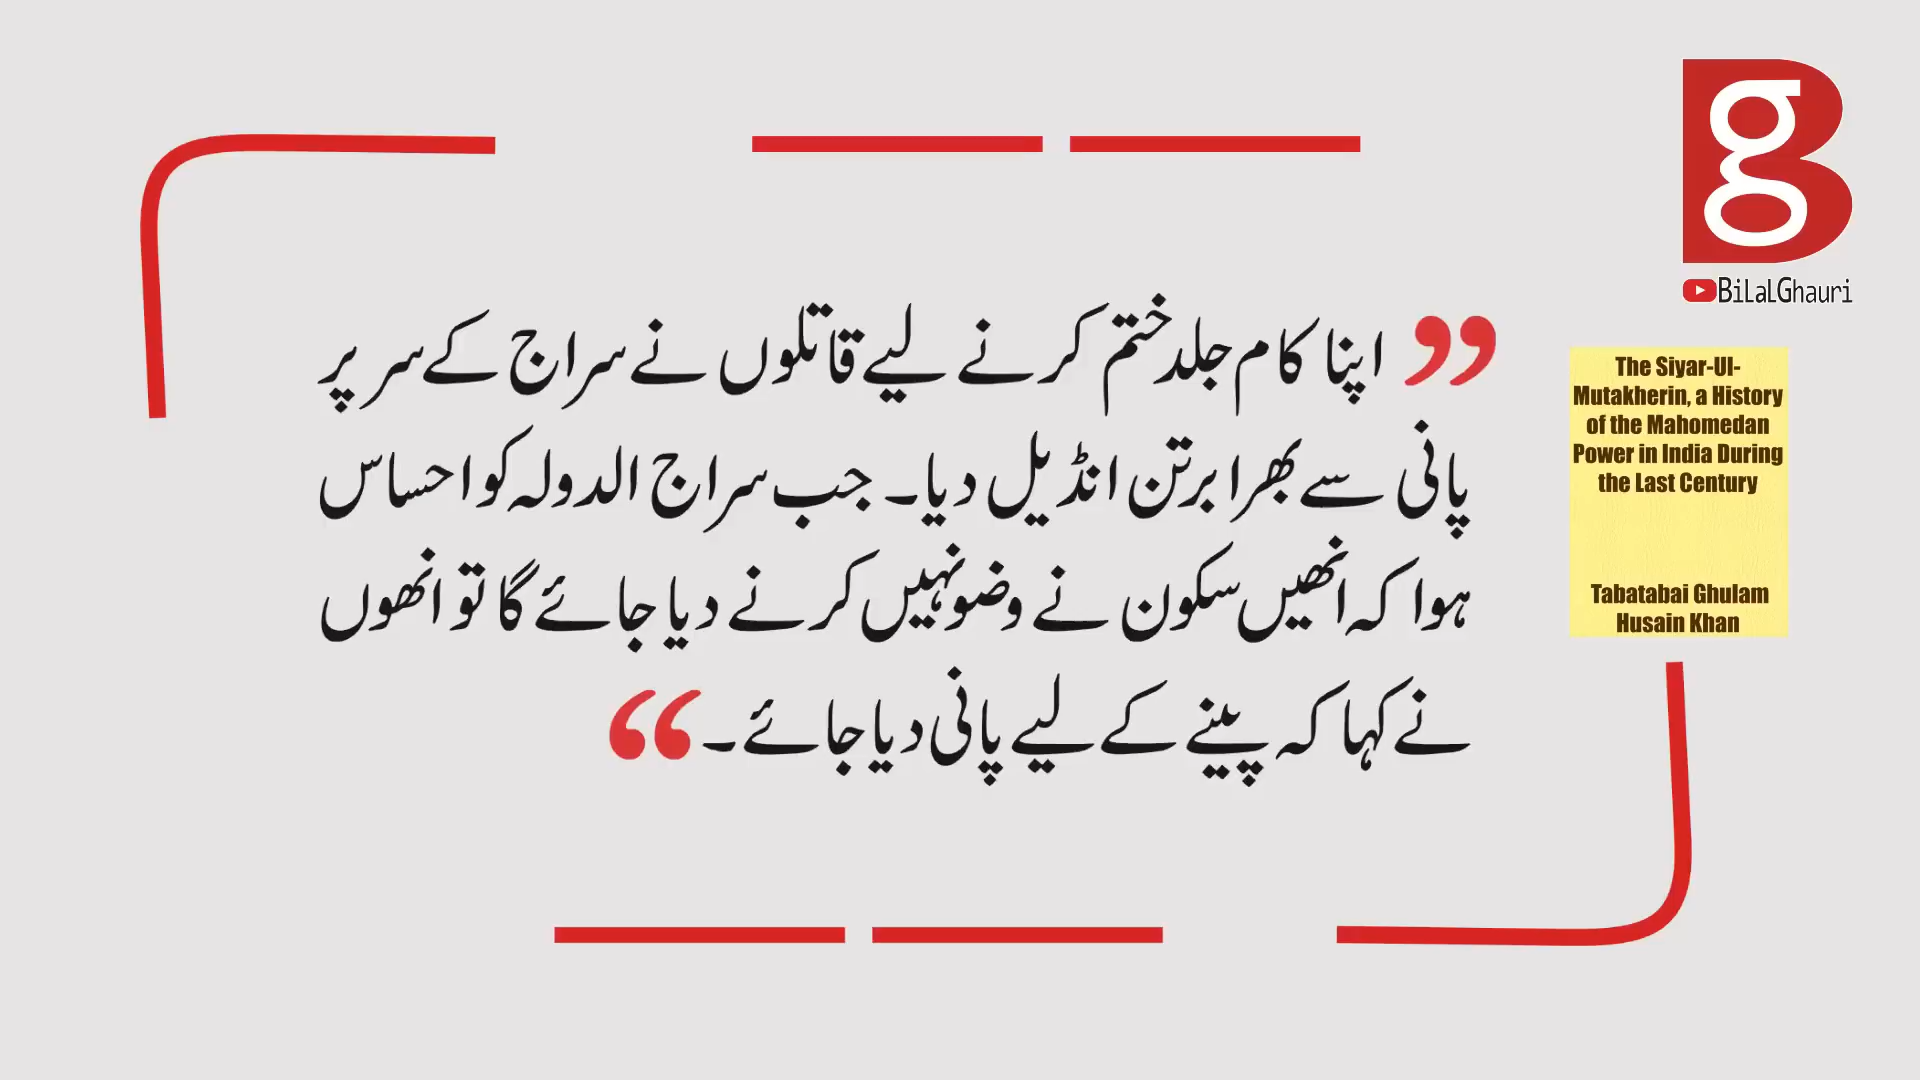 BiLaLGhauri
اپنا کام جلد ختم کرنے لیے قاتلوں نے سراج کے سر پر
پانی سے بھرا برتن انڈیل دیا۔ جب سراج الدولہ کو احساس
ہوا کہ انھیں سکون نے وضو نہیں کرنے دیا جائے گا تو انھوں
نے کہا کہ پینے کے لیے پانی دیا جائے۔
The Siyar-Ul-
Mutakherin, a History
of the Mahomedan
Power in India During
the Last Century
Tabatabai Ghulam
Husain Khan